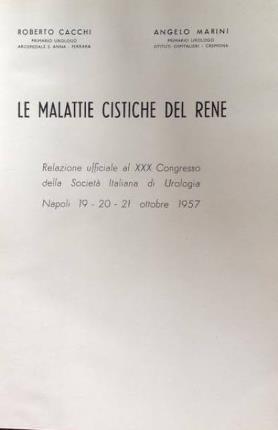 ROBERTO CACCHI
PRIMARIO UROLOGO
ARCISPEDALE S. ANNA - FERRARA
ANGELO MARINI
PRIMARIO UROLOGO
ISTITUTI OSPITALIERI - CREMONA
LE MALATTIE CISTICHE DEL RENE
Relazione ufficiale al XXX Congresso
della Società Italiana di Urologia
Napoli 19 - 20 - 21 ottobre 1957